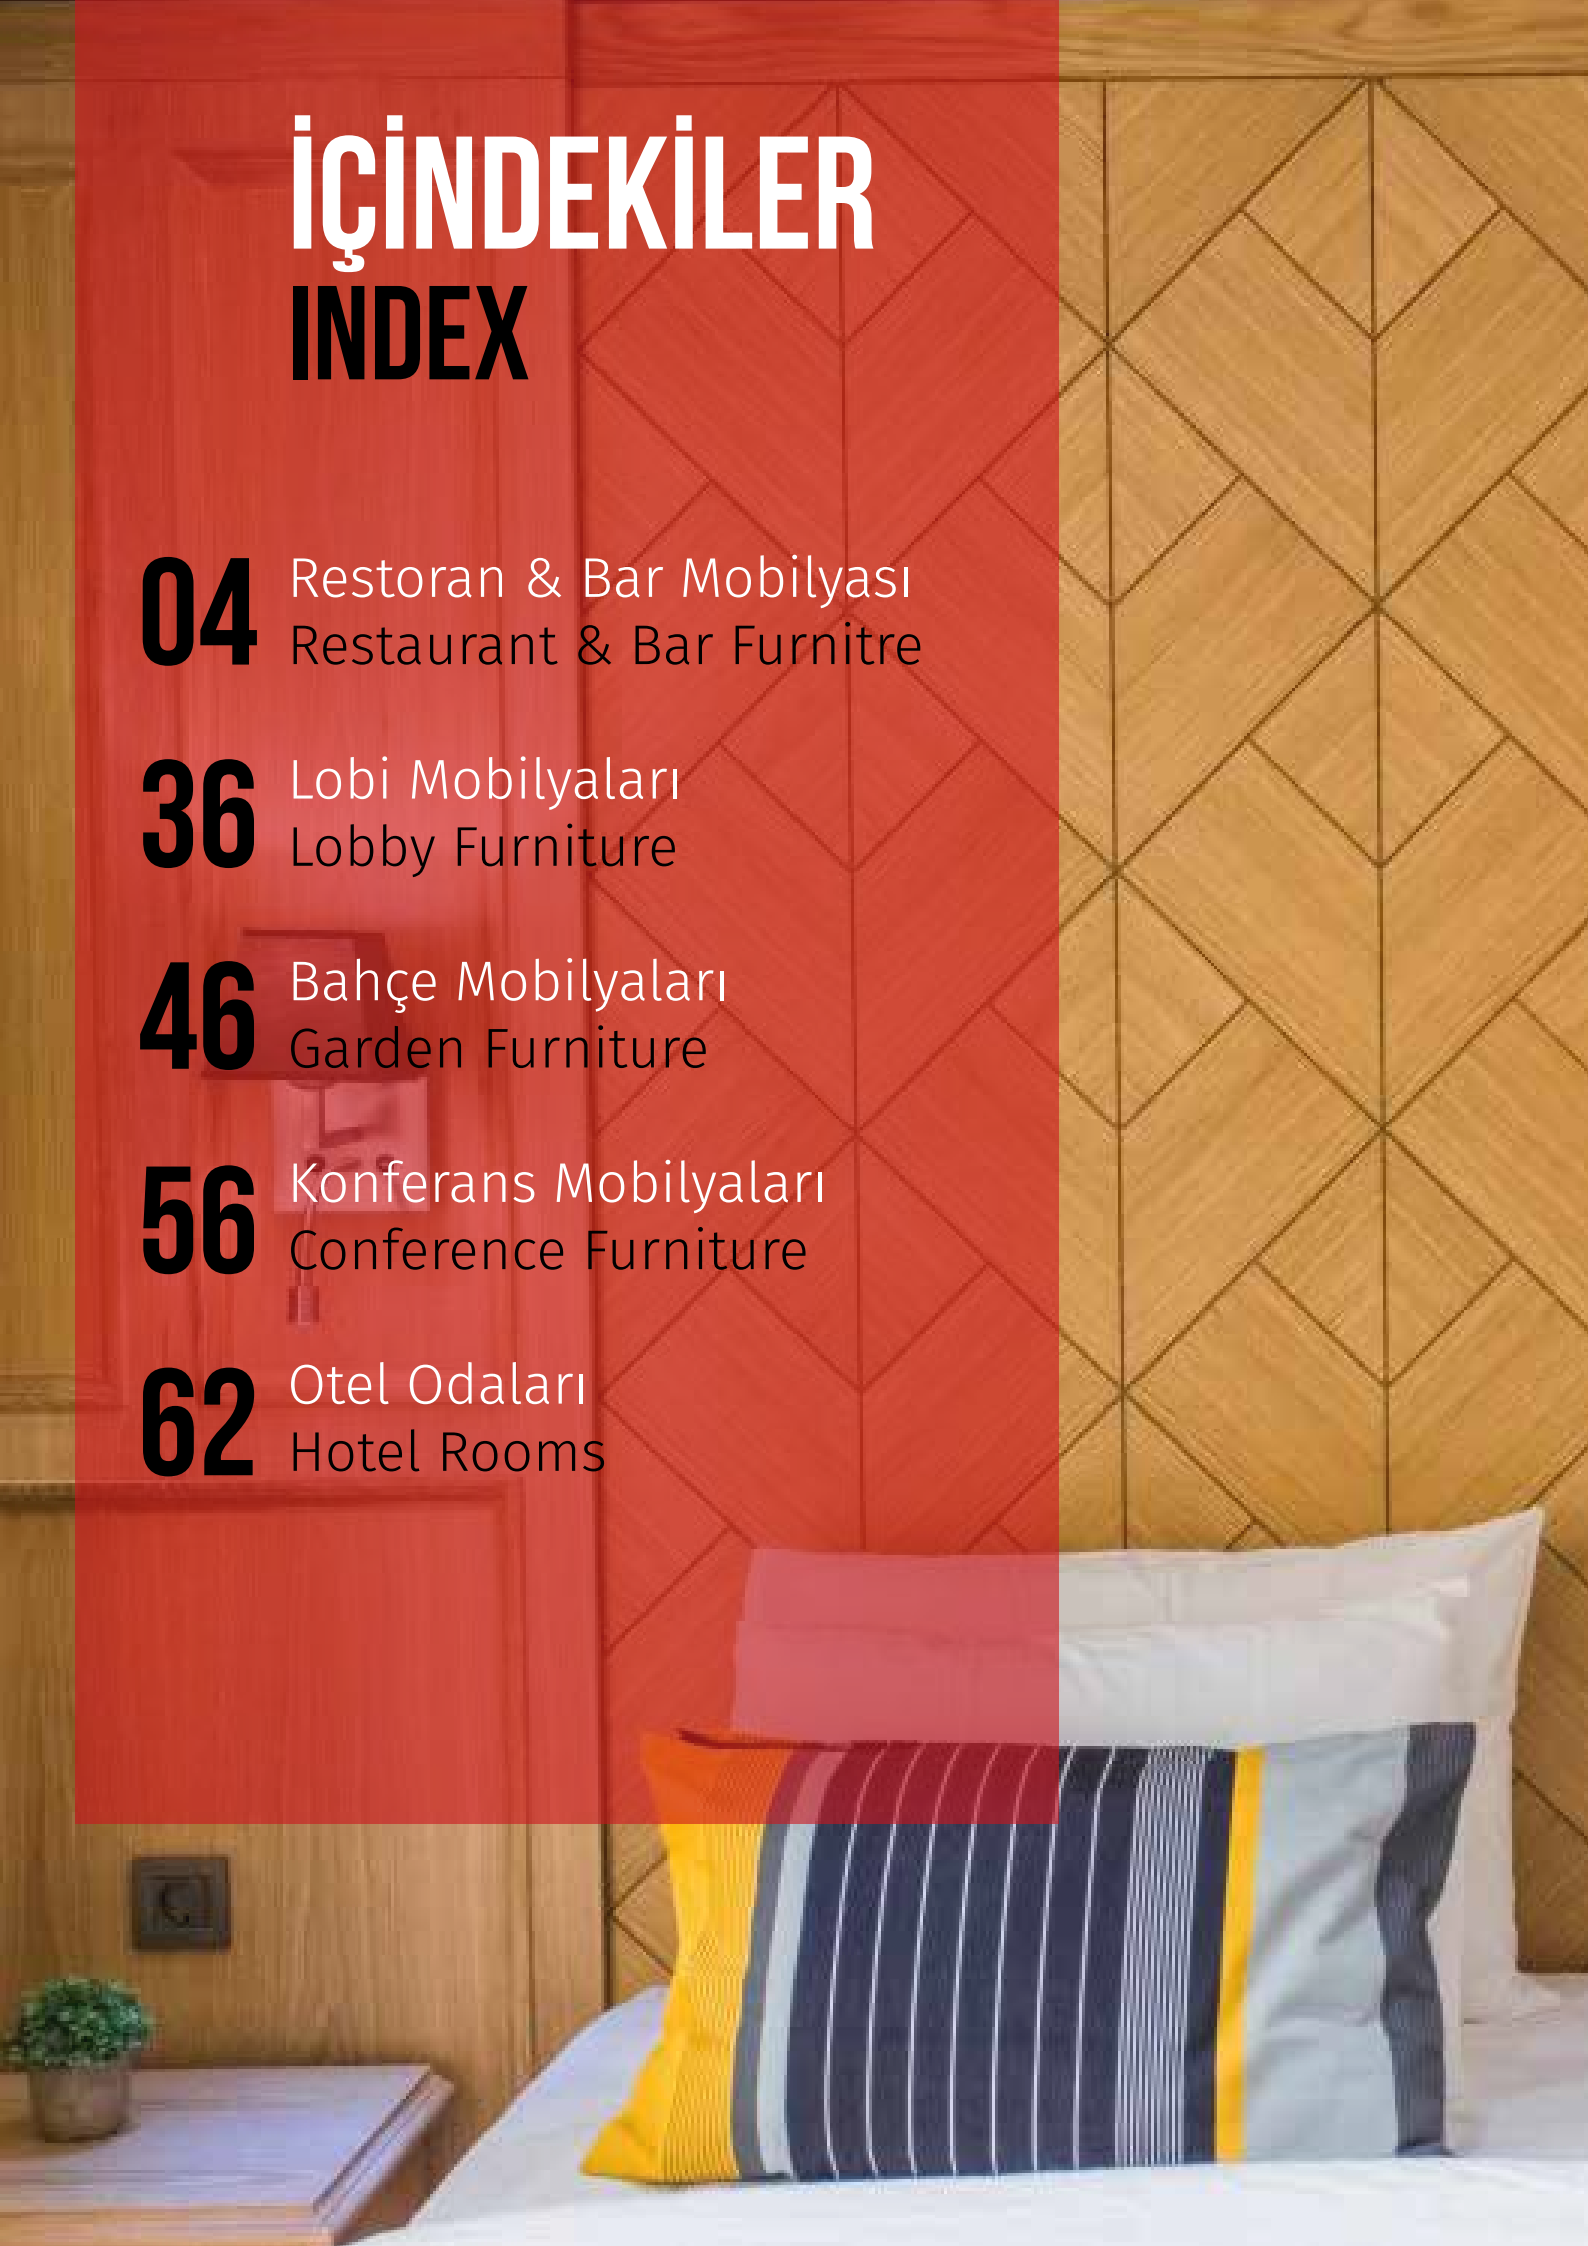 İÇİNDEKİLER
INDEX
04
Restoran & Bar Mobilyası
Restaurant & Bar Furnitre
36
Lobi Mobilyaları
Lobby Furniture
46
Bahçe Mobilyaları
Garden Furniture
56
Konferans Mobilyaları
Conference Furniture
62
Otel Odaları
Hotel Rooms